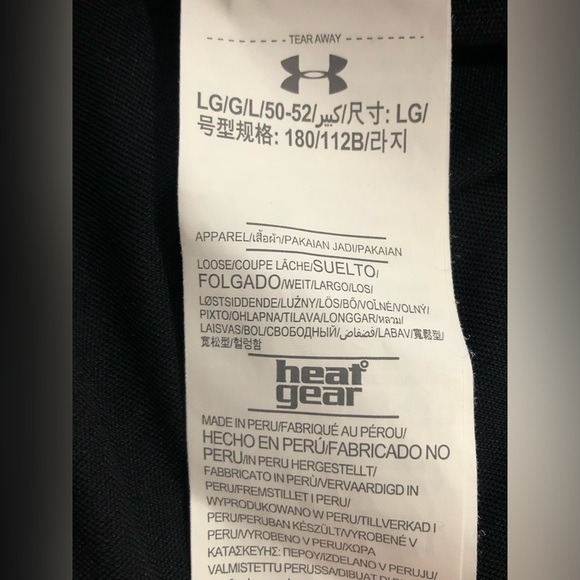 TEAR AWAY
LG/G/L/50-52/كبير/尺寸: LG/
号型规格: 180/112B/라지
APPAREL/เสื้อผ้า/PAKAIAN JADI/PAKAIAN
LOOSE/COUPE LÂCHE/SUELTO/
FOLGADO/WEIT/LARGO/LOS/
LØSTSIDDENDE/LUŹNY/LÖS/BŐ/VOĽNÉ/VOLNÝ/
PIXTO/OHLAPNA/TILAVA/LONGGAR/หลวม/
LAISVAS/BOL/СВОБОДНЫЙ/فضفاض/LABAV/寬鬆型/
宽松型/헐렁함
heat
gear
MADE IN PERU/FABRIQUÉ AU PÉROU/
HECHO EN PERÚ/FABRICADO NO
PERU/IN PERU HERGESTELLT/
FABBRICATO IN PERÙ/VERVAARDIGD IN
PERU/FREMSTILLET I PERU/
WYPRODUKOWANO W PERU/TILLVERKAD I
PERU/PERUBAN KÉSZÜLT/VYROBENÉ V
PERU/VYROBENO V PERU/ΧΩΡΑ
ΚΑΤΑΣΚΕΥΗΣ: ΠΕΡΟΥ/IZDELANO V PERUJU/
VALMISTETTU PERUSSA/DIBUAT DI